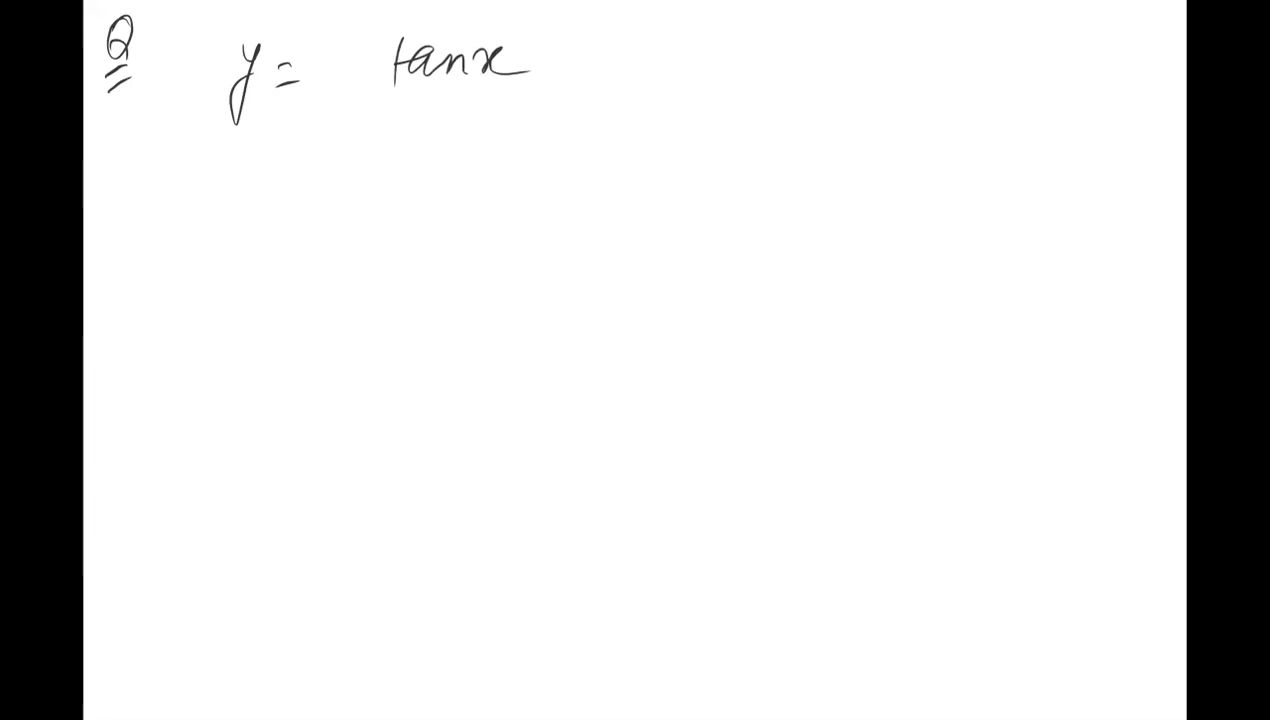 Q y = tanx